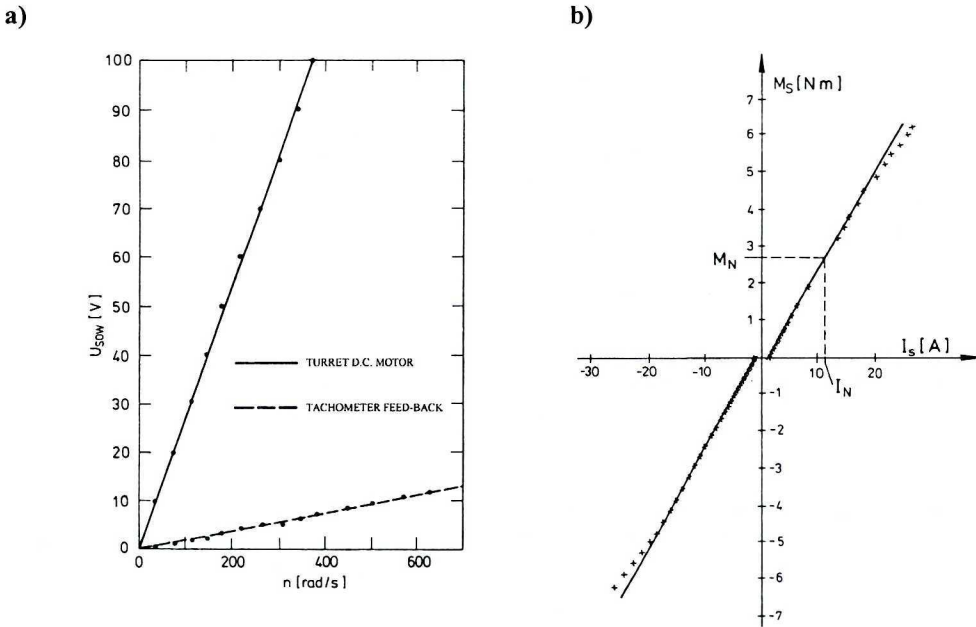 a)
b)
100
90
80
70
60
50
40
30
20
10
0
U_SOW [V]
TURRET D.C. MOTOR
TACHOMETER FEED-BACK
0 200 400 600
n [rad/s]
M_S [Nm]
7
6
5
4
3
M_N
2
1
I_S [A]
-30 -20 -10 0 10 20
I_N
-1
-2
-3
-4
-5
-6
-7